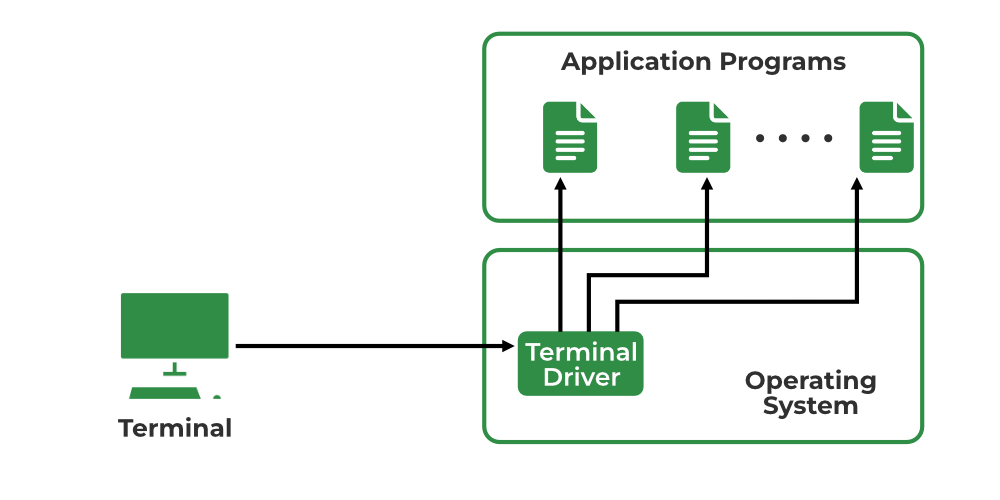 Application Programs
Terminal
Driver
Operating
System
Terminal